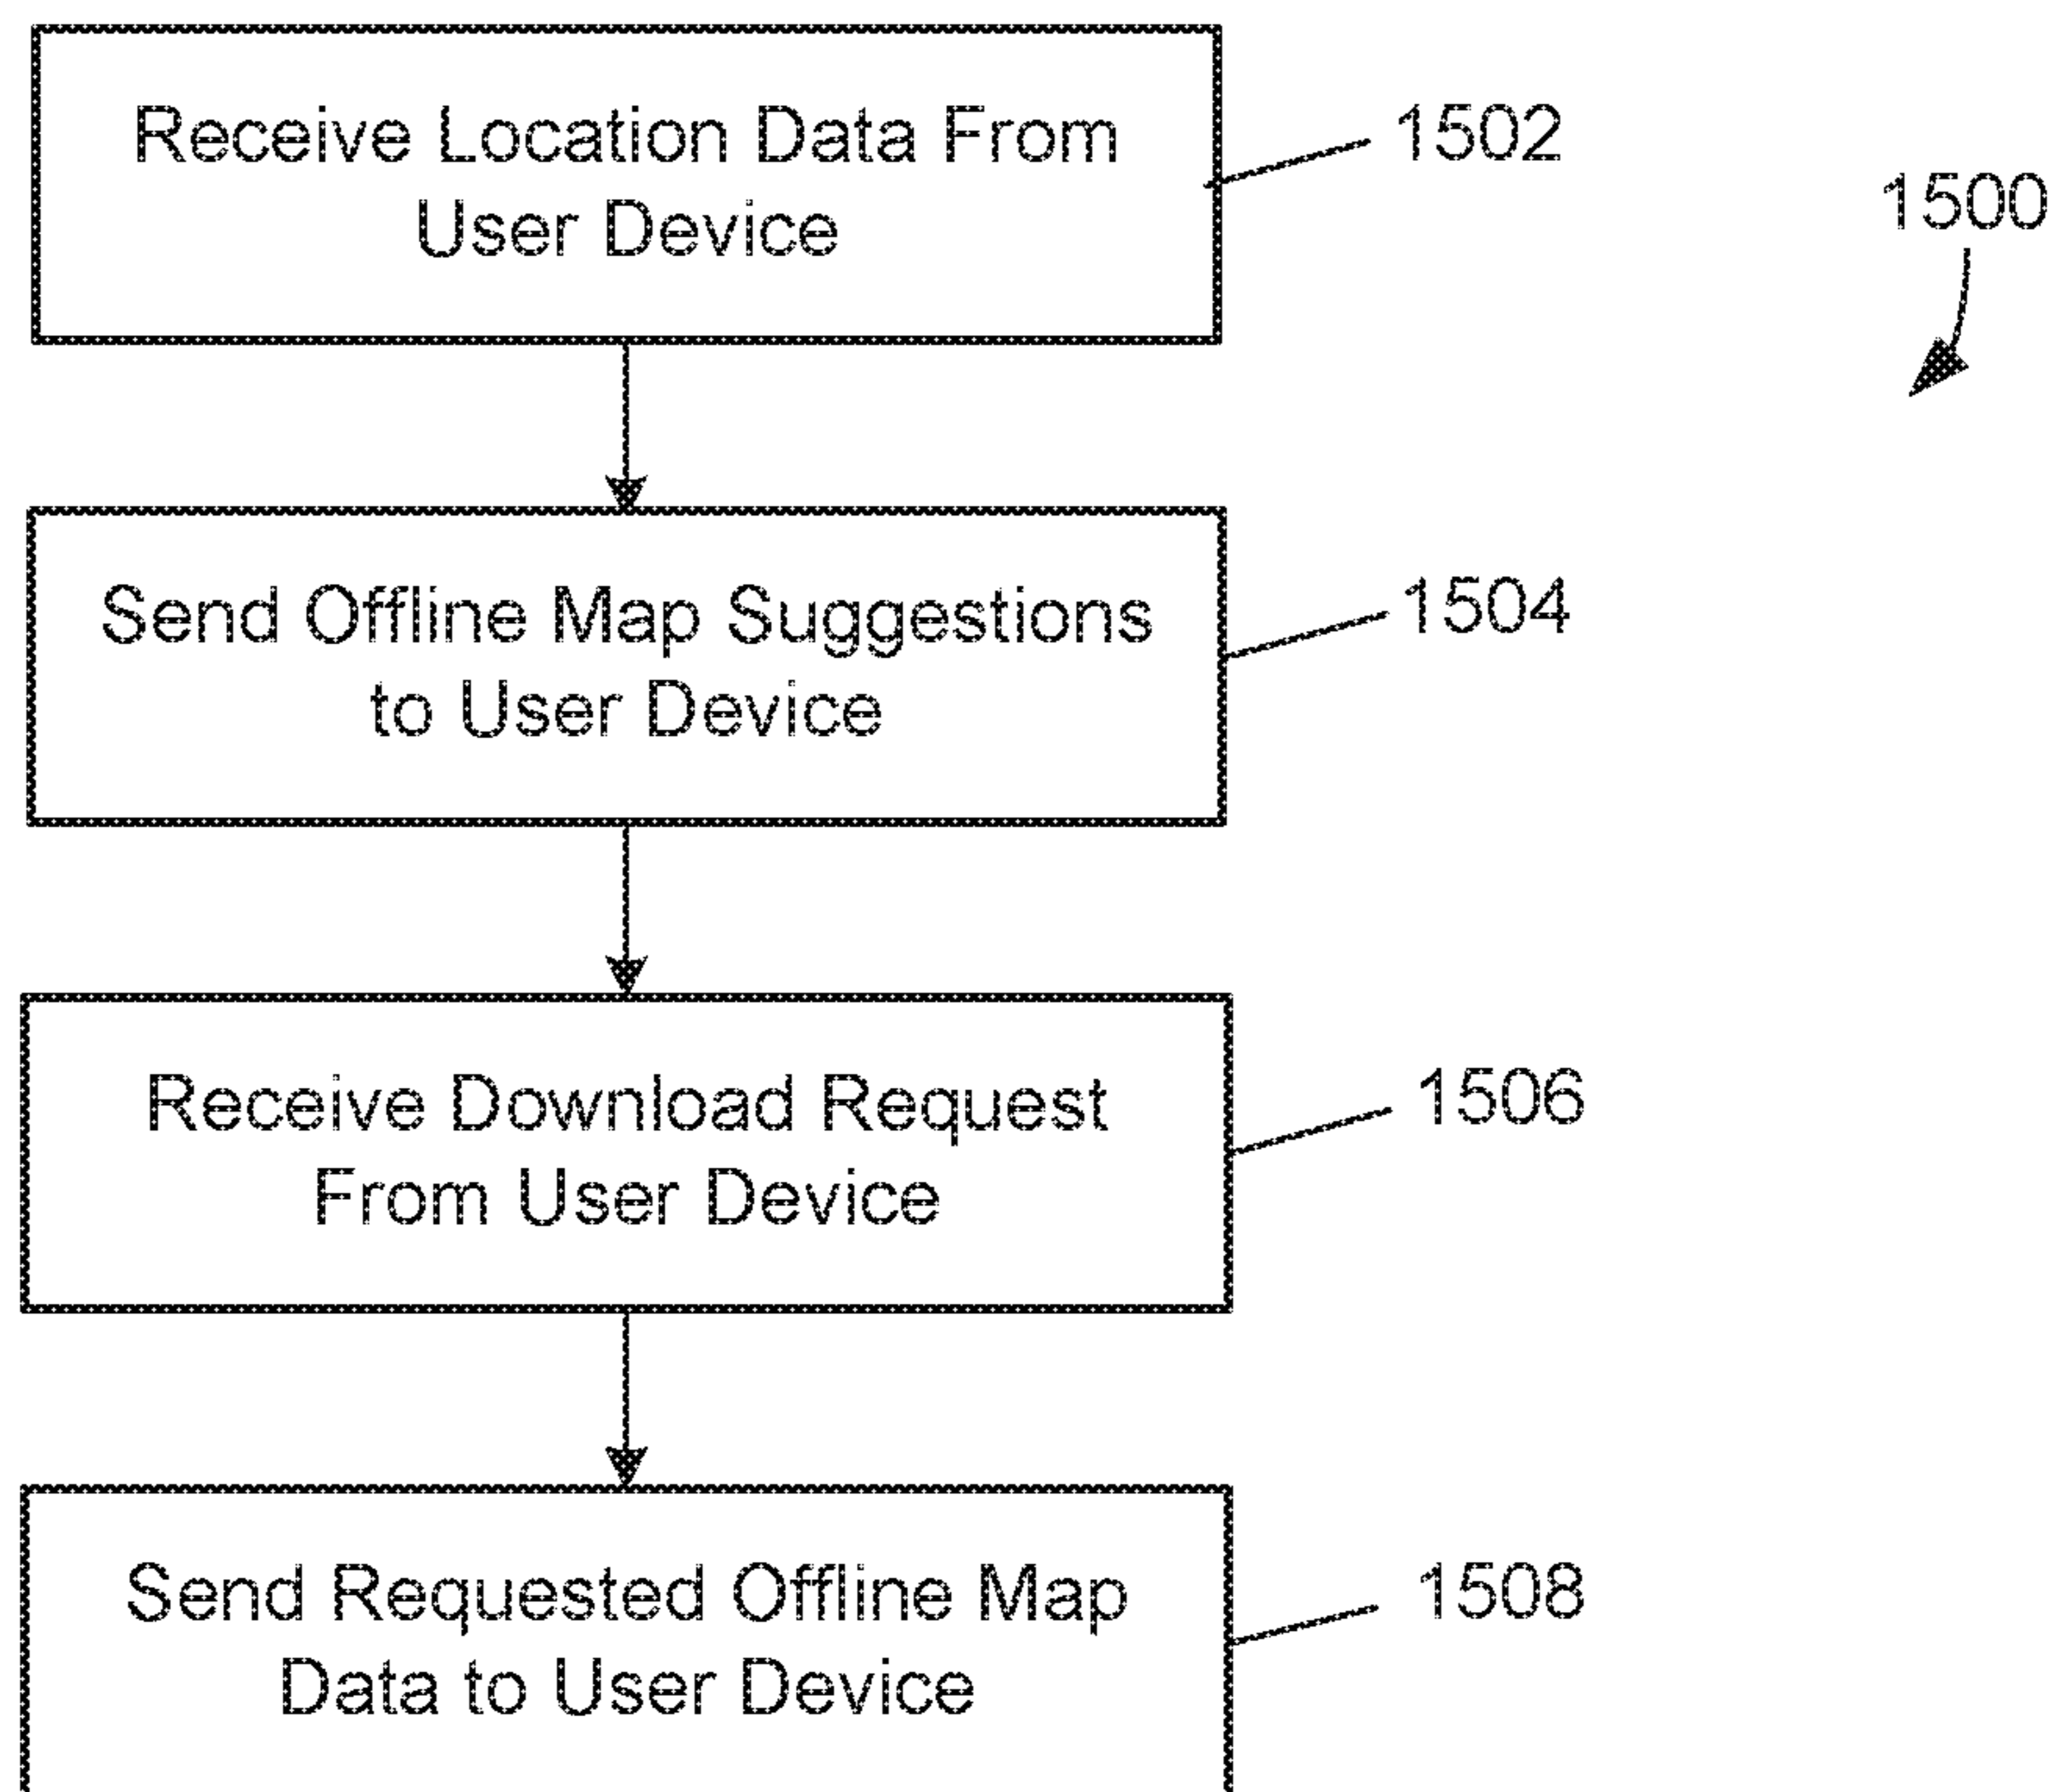 Receive Location Data From
User Device
1502
1500
Send Offline Map Suggestions
to User Device
1504
Receive Download Request
From User Device
1506
Send Requested Offline Map
Data to User Device
1508